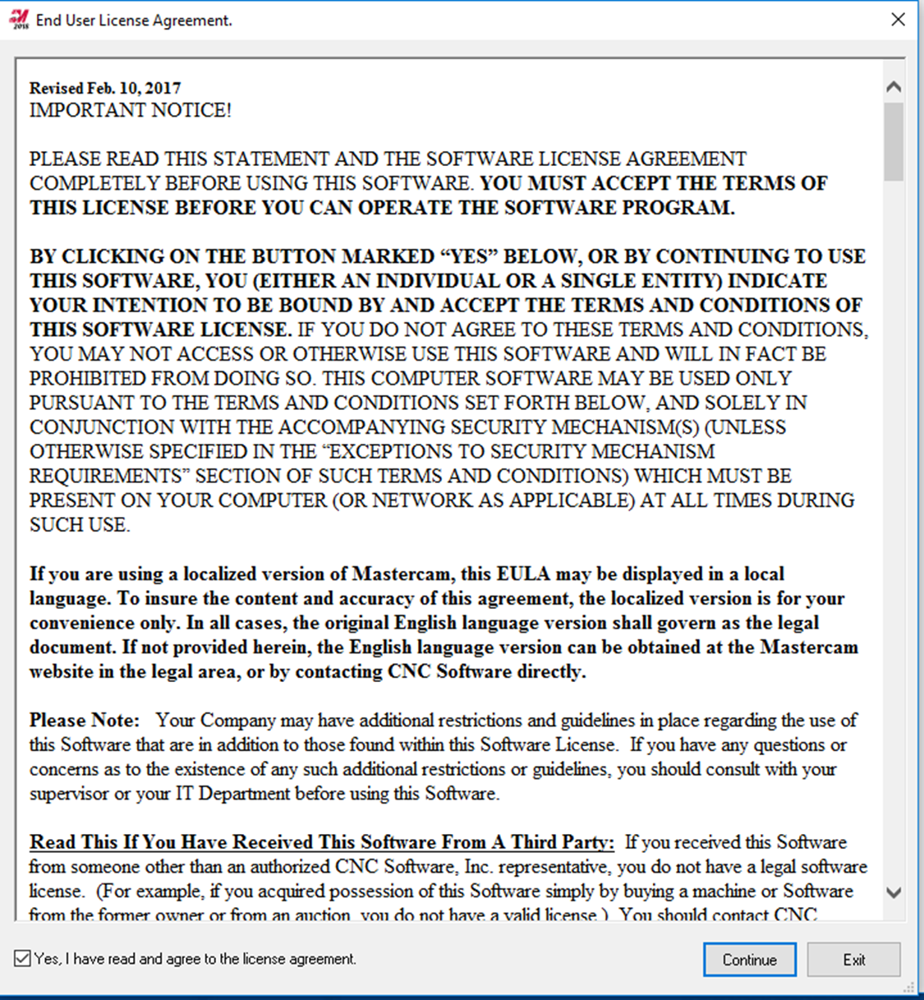 End User License Agreement.
Revised Feb. 10, 2017
IMPORTANT NOTICE!
PLEASE READ THIS STATEMENT AND THE SOFTWARE LICENSE AGREEMENT
COMPLETELY BEFORE USING THIS SOFTWARE. YOU MUST ACCEPT THE TERMS OF
THIS LICENSE BEFORE YOU CAN OPERATE THE SOFTWARE PROGRAM.
BY CLICKING ON THE BUTTON MARKED “YES” BELOW, OR BY CONTINUING TO USE
THIS SOFTWARE, YOU (EITHER AN INDIVIDUAL OR A SINGLE ENTITY) INDICATE
YOUR INTENTION TO BE BOUND BY AND ACCEPT THE TERMS AND CONDITIONS OF
THIS SOFTWARE LICENSE. IF YOU DO NOT AGREE TO THESE TERMS AND CONDITIONS,
YOU MAY NOT ACCESS OR OTHERWISE USE THIS SOFTWARE AND WILL IN FACT BE
PROHIBITED FROM DOING SO. THIS COMPUTER SOFTWARE MAY BE USED ONLY
PURSUANT TO THE TERMS AND CONDITIONS SET FORTH BELOW, AND SOLELY IN
CONJUNCTION WITH THE ACCOMPANYING SECURITY MECHANISM(S) (UNLESS
OTHERWISE SPECIFIED IN THE “EXCEPTIONS TO SECURITY MECHANISM
REQUIREMENTS” SECTION OF SUCH TERMS AND CONDITIONS) WHICH MUST BE
PRESENT ON YOUR COMPUTER (OR NETWORK AS APPLICABLE) AT ALL TIMES DURING
SUCH USE.
If you are using a localized version of Mastercam, this EULA may be displayed in a local
language. To insure the content and accuracy of this agreement, the localized version is for your
convenience only. In all cases, the original English language version shall govern as the legal
document. If not provided herein, the English language version can be obtained at the Mastercam
website in the legal area, or by contacting CNC Software directly.
Please Note: Your Company may have additional restrictions and guidelines in place regarding the use of
this Software that are in addition to those found within this Software License. If you have any questions or
concerns as to the existence of any such additional restrictions or guidelines, you should consult with your
supervisor or your IT Department before using this Software.
Read This If You Have Received This Software From A Third Party: If you received this Software
from someone other than an authorized CNC Software, Inc. representative, you do not have a legal software
license. (For example, if you acquired possession of this Software simply by buying a machine or Software
from the former owner or from an auction, you do not have a valid license.) You should contact CNC
Yes, I have read and agree to the license agreement.
Continue
Exit
2018